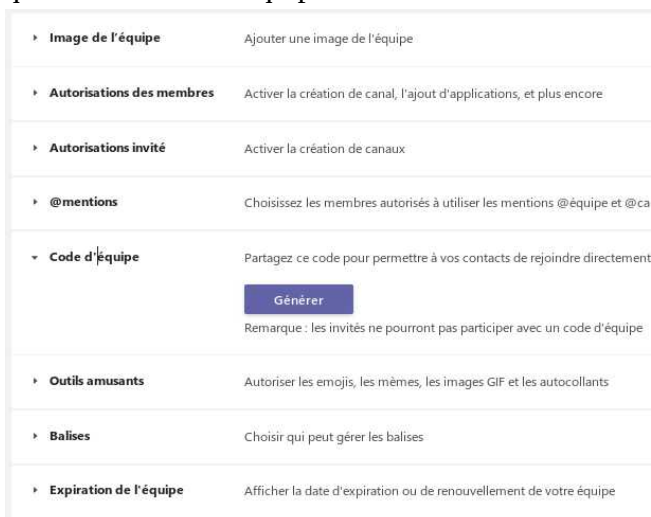 Image de l'équipe Ajouter une image de l'équipe
Autorisations des membres Activer la création de canal, l'ajout d'applications, et plus encore
Autorisations invité Activer la création de canaux
@mentions Choisissez les membres autorisés à utiliser les mentions @équipe et @ca
Code d'équipe Partagez ce code pour permettre à vos contacts de rejoindre directement
Générer
Remarque : les invités ne pourront pas participer avec un code d'équipe
Outils amusants Autoriser les emojis, les mèmes, les images GIF et les autocollants
Balises Choisir qui peut gérer les balises
Expiration de l'équipe Afficher la date d'expiration ou de renouvellement de votre équipe